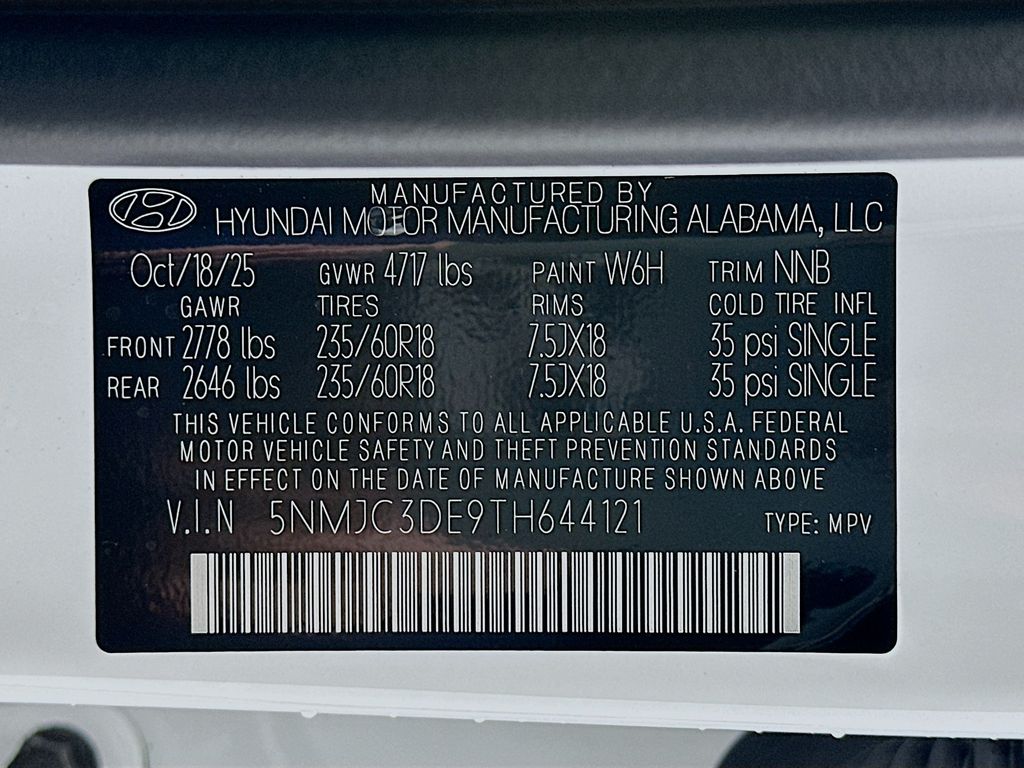 MANUFACTURED BY
HYUNDAI MOTOR MANUFACTURING ALABAMA, LLC
Oct/18/25 GVWR 4717 lbs PAINT W6H TRIM NNB
GAWR TIRES RIMS COLD TIRE INFL
FRONT 2778 lbs 235/60R18 7.5JX18 35 psi SINGLE
REAR 2646 lbs 235/60R18 7.5JX18 35 psi SINGLE
THIS VEHICLE CONFORMS TO ALL APPLICABLE U.S.A. FEDERAL
MOTOR VEHICLE SAFETY AND THEFT PREVENTION STANDARDS
IN EFFECT ON THE DATE OF MANUFACTURE SHOWN ABOVE
V.I.N 5NMJC3DE9TH644121 TYPE: MPV